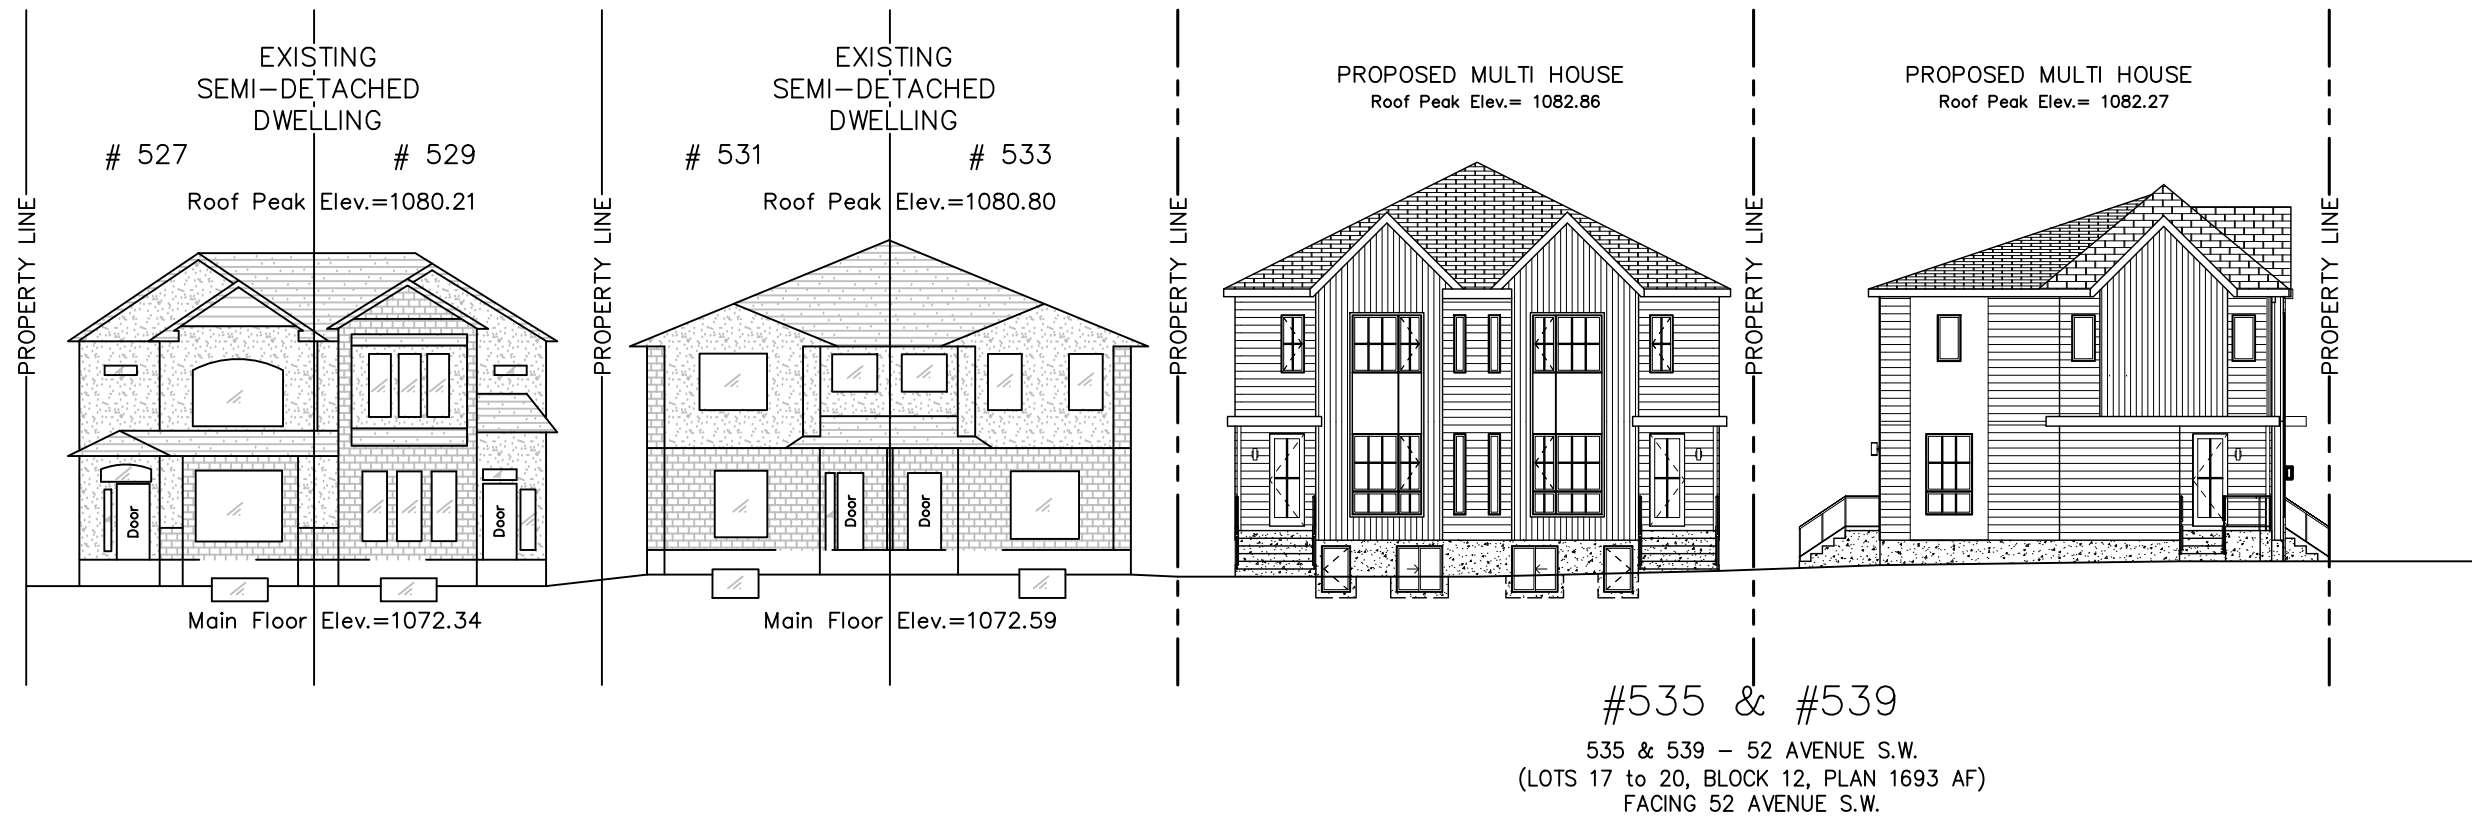 EXISTING
SEMI-DETACHED
DWELLING
# 527
# 529
Roof Peak Elev.=1080.21
EXISTING
SEMI-DETACHED
DWELLING
# 531
# 533
Roof Peak Elev.=1080.80
PROPOSED MULTI HOUSE
Roof Peak Elev.= 1082.86
PROPOSED MULTI HOUSE
Roof Peak Elev.= 1082.27
PROPERTY LINE
PROPERTY LINE
PROPERTY LINE
PROPERTY LINE
PROPERTY LINE
Door
Door
Door
Door
Main Floor Elev.=1072.34
Main Floor Elev.=1072.59
#535 & #539
535 & 539 – 52 AVENUE S.W.
(LOTS 17 to 20, BLOCK 12, PLAN 1693 AF)
FACING 52 AVENUE S.W.